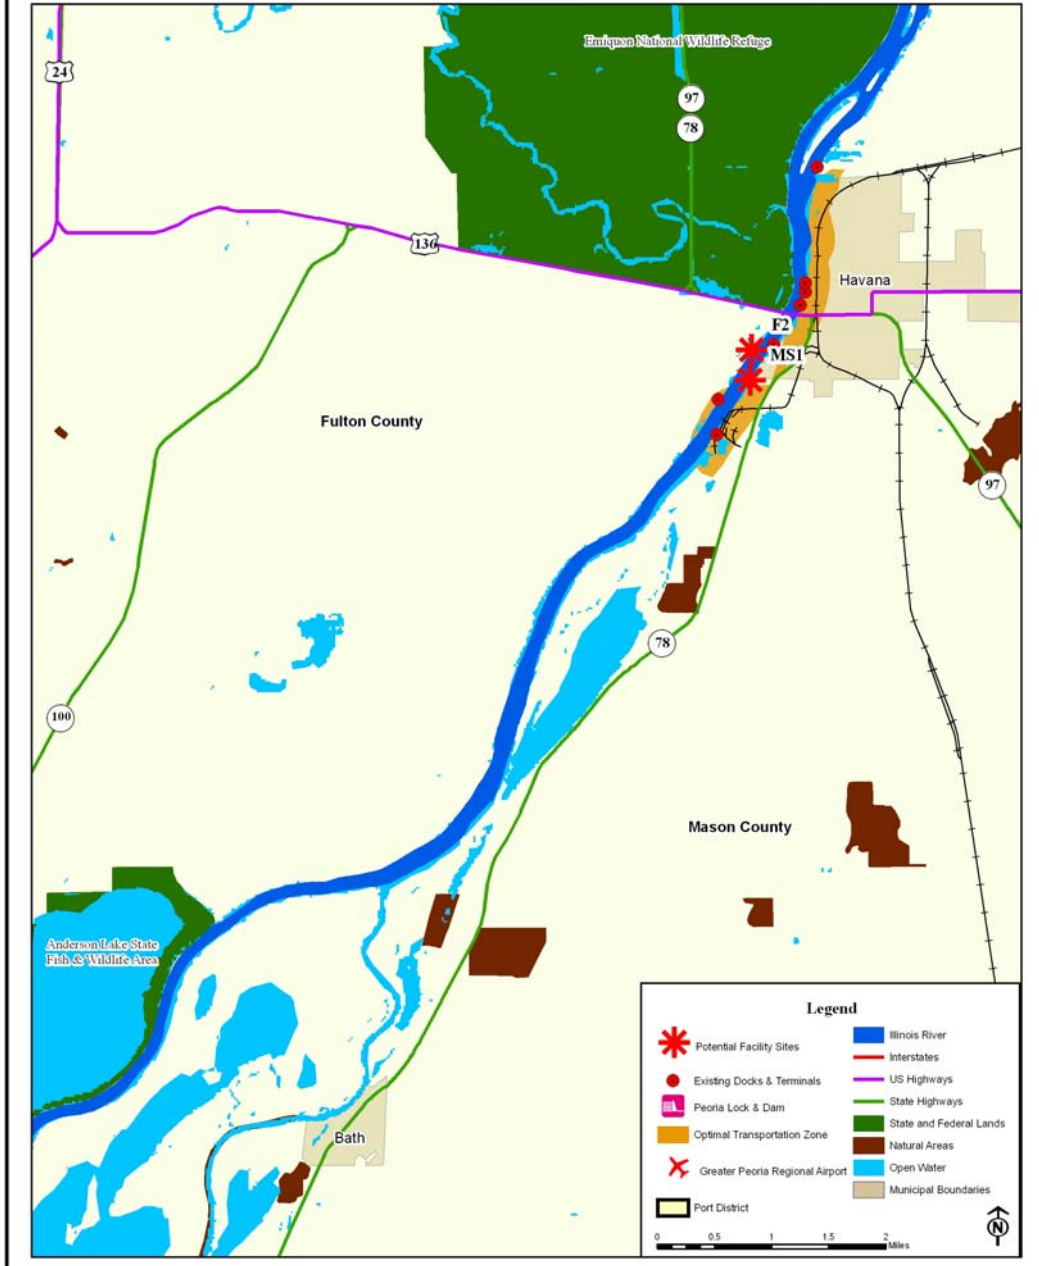 Emiquon National Wildlife Refuge
24
97
78
136
Havana
F2
MS1
Fulton County
97
78
100
Mason County
Anderson Lake State
Fish & Wildlife Area
Bath
Legend
Potential Facility Sites
Existing Docks & Terminals
Peoria Lock & Dam
Optimal Transportation Zone
Greater Peoria Regional Airport
Port District
Illinois River
Interstates
US Highways
State Highways
State and Federal Lands
Natural Areas
Open Water
Municipal Boundaries
0 0.5 1 1.5 2
Miles
N